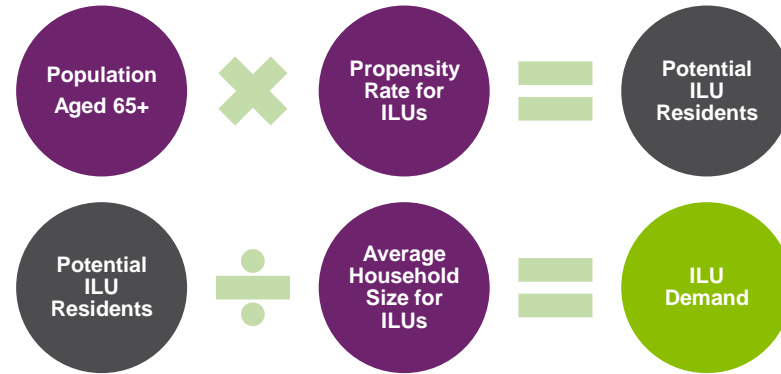 Population
Aged 65+
Propensity
Rate for
ILUs
Potential
ILU
Residents
Potential
ILU
Residents
Average
Household
Size for
ILUs
ILU
Demand